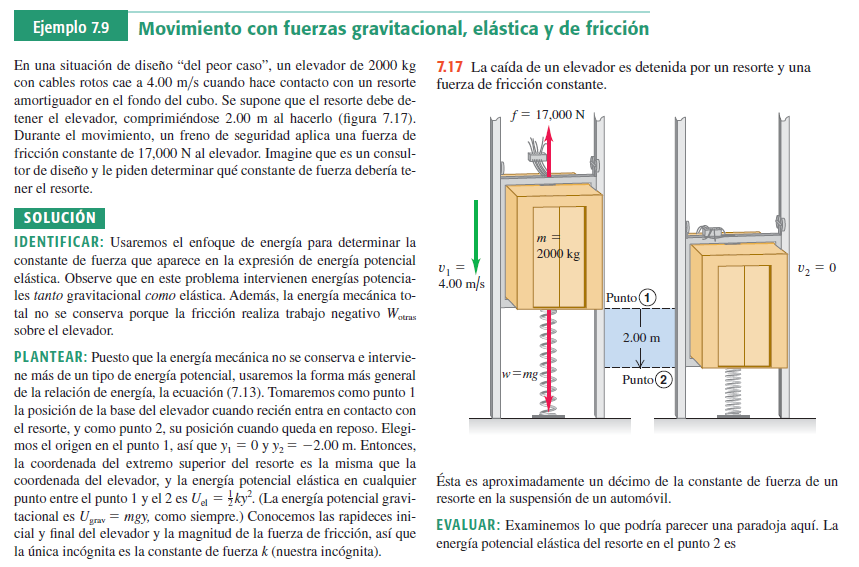 Ejemplo 7.9 Movimiento con fuerzas gravitacional, elástica y de fricción
En una situación de diseño “del peor caso”, un elevador de 2000 kg
con cables rotos cae a 4.00 m/s cuando hace contacto con un resorte
amortiguador en el fondo del cubo. Se supone que el resorte debe de-
tener el elevador, comprimiéndose 2.00 m al hacerlo (figura 7.17).
Durante el movimiento, un freno de seguridad aplica una fuerza de
fricción constante de 17,000 N al elevador. Imagine que es un consul-
tor de diseño y le piden determinar qué constante de fuerza debería te-
ner el resorte.
SOLUCIÓN
IDENTIFICAR: Usaremos el enfoque de energía para determinar la
constante de fuerza que aparece en la expresión de energía potencial
elástica. Observe que en este problema intervienen energías potencia-
les tanto gravitacional como elástica. Además, la energía mecánica to-
tal no se conserva porque la fricción realiza trabajo negativo Wotras
sobre el elevador.
PLANTEAR: Puesto que la energía mecánica no se conserva e intervie-
ne más de un tipo de energía potencial, usaremos la forma más general
de la relación de energía, la ecuación (7.13). Tomaremos como punto 1
la posición de la base del elevador cuando recién entra en contacto con
el resorte, y como punto 2, su posición cuando queda en reposo. Elegi-
mos el origen en el punto 1, así que y₁ = 0 y y₂ = −2.00 m. Entonces,
la coordenada del extremo superior del resorte es la misma que la
coordenada del elevador, y la energía potencial elástica en cualquier
punto entre el punto 1 y el 2 es Uel = ½ky². (La energía potencial gravi-
tacional es Ugrav = mgy, como siempre.) Conocemos las rapideces ini-
cial y final del elevador y la magnitud de la fuerza de fricción, así que
la única incógnita es la constante de fuerza k (nuestra incógnita).
7.17 La caída de un elevador es detenida por un resorte y una
fuerza de fricción constante.
f = 17,000 N
m =
2000 kg
v₁ =
4.00 m/s
v₂ = 0
Punto 1
2.00 m
w = mg
Punto 2
Ésta es aproximadamente un décimo de la constante de fuerza de un
resorte en la suspensión de un automóvil.
EVALUAR: Examinemos lo que podría parecer una paradoja aquí. La
energía potencial elástica del resorte en el punto 2 es